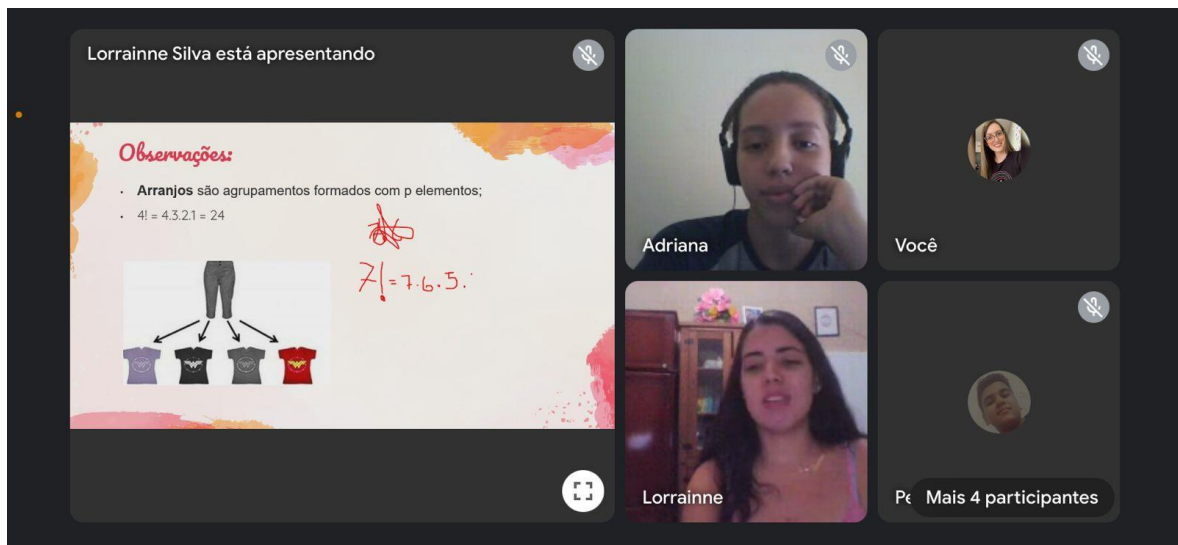 Lorrainne Silva está apresentando
Observações:
• Arranjos são agrupamentos formados com p elementos;
• 4! = 4.3.2.1 = 24
7! = 7.6.5.
Adriana
Você
Lorrainne
Pe
Mais 4 participantes